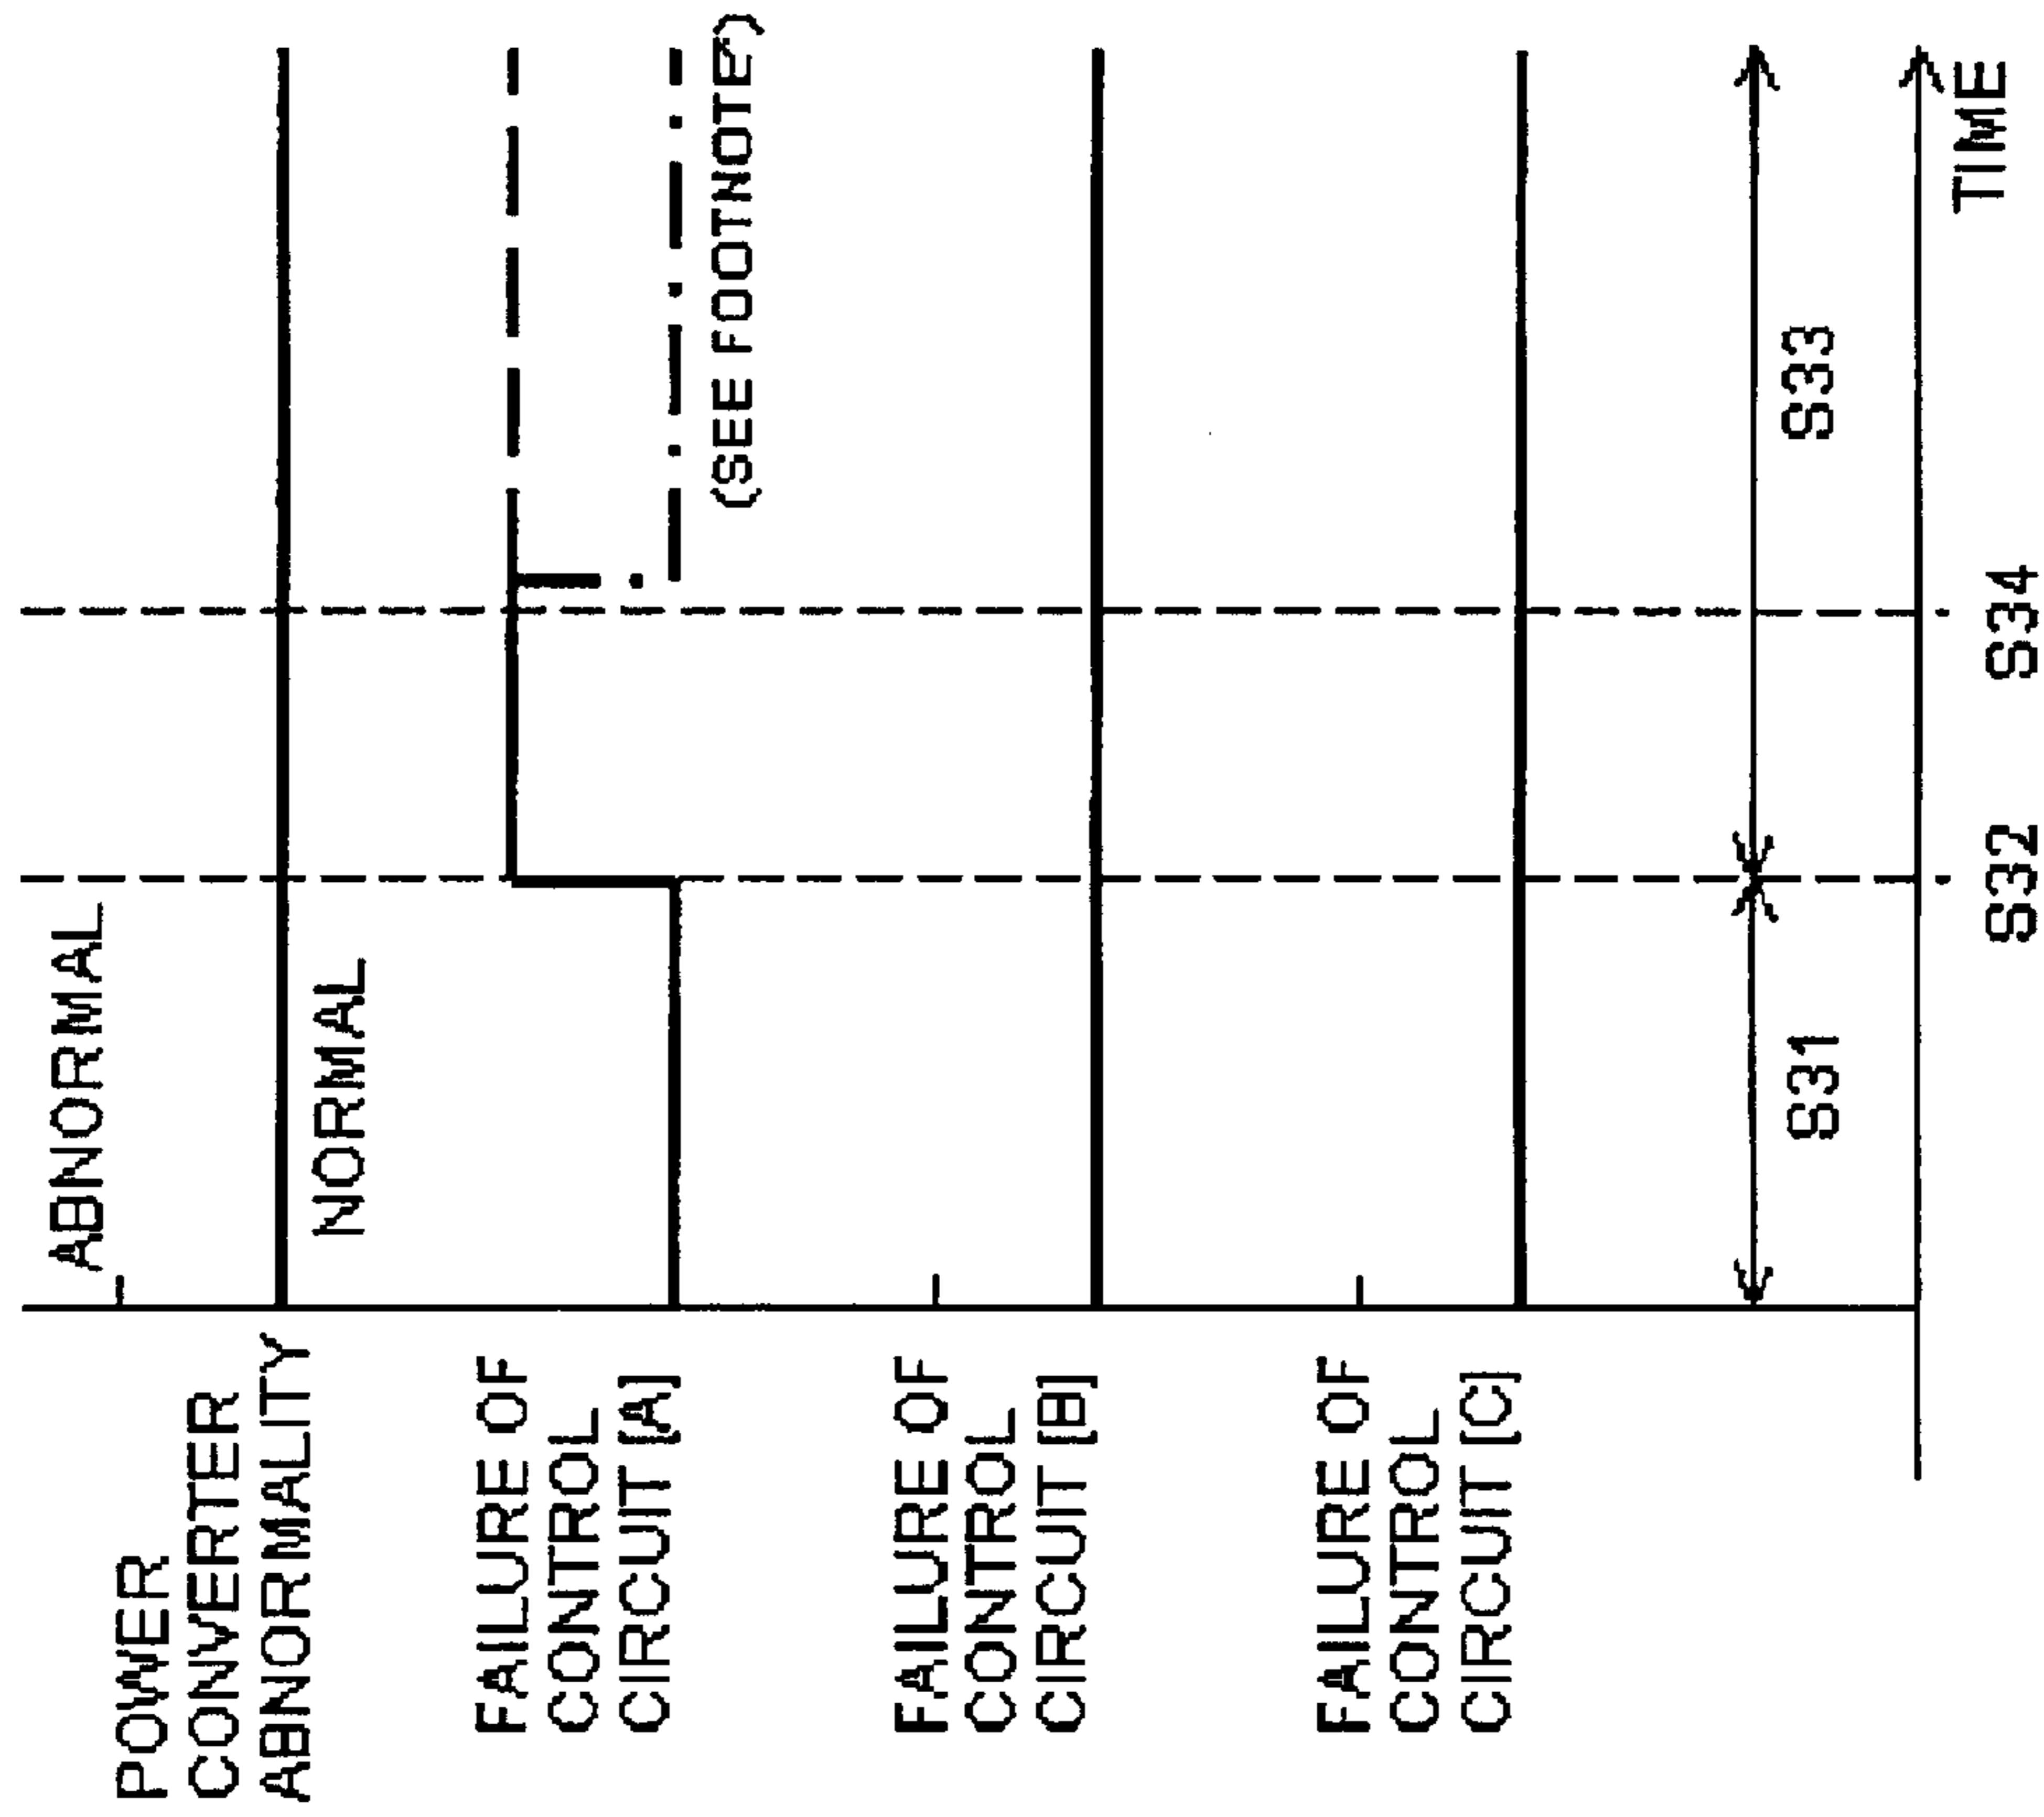 POWER
CONVERTER
ABNORMALITY
ABNORMAL
NORMAL
FAILURE OF
CONTROL
CIRCUIT [A]
(SEE FOOTNOTE)
FAILURE OF
CONTROL
CIRCUIT [B]
FAILURE OF
CONTROL
CIRCUIT [C]
S31
S33
TIME
S32
S34